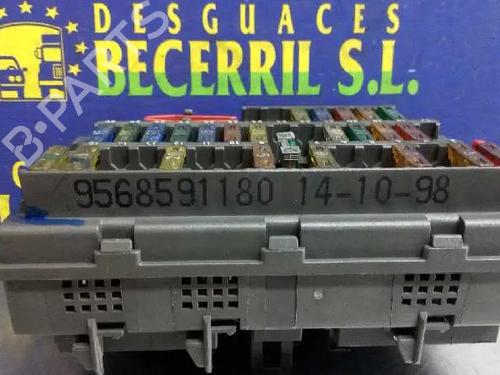 DESGUACES
BECERRIL S.L.
B-PARTS
9568591180 14-10-98